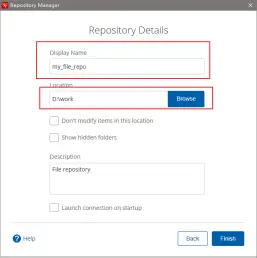 Repository Manager
Repository Details
Display Name
my_file_repo
Location
D:\work
Browse
Don't modify items in this location
Show hidden folders
Description
File repository
Launch connection on startup
Help
Back
Finish